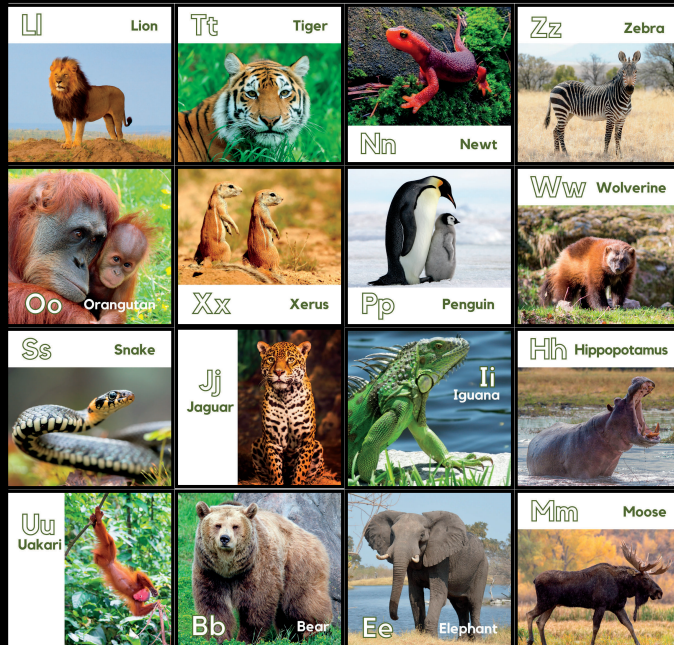 Ll Lion
Tt Tiger
Nn Newt
Zz Zebra
Oo Orangutan
Xx Xerus
Pp Penguin
Ww Wolverine
Ss Snake
Jj
Jaguar
Ii
Iguana
Hh Hippopotamus
Uu
Uakari
Bb Bear
Ee Elephant
Mm Moose